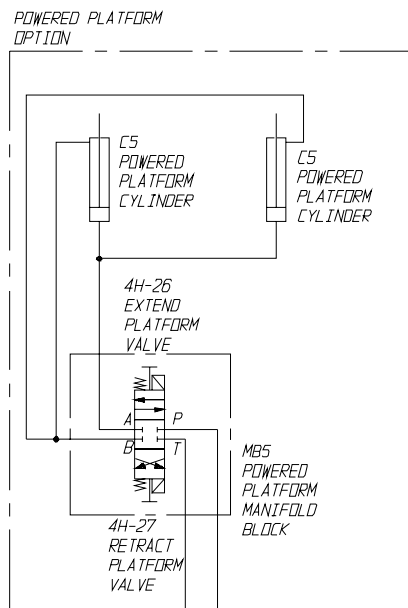 POWERED PLATFORM
OPTION
C5
POWERED
PLATFORM
CYLINDER
C5
POWERED
PLATFORM
CYLINDER
4H-26
EXTEND
PLATFORM
VALVE
A
P
B
T
MB5
POWERED
PLATFORM
MANIFOLD
BLOCK
4H-27
RETRACT
PLATFORM
VALVE